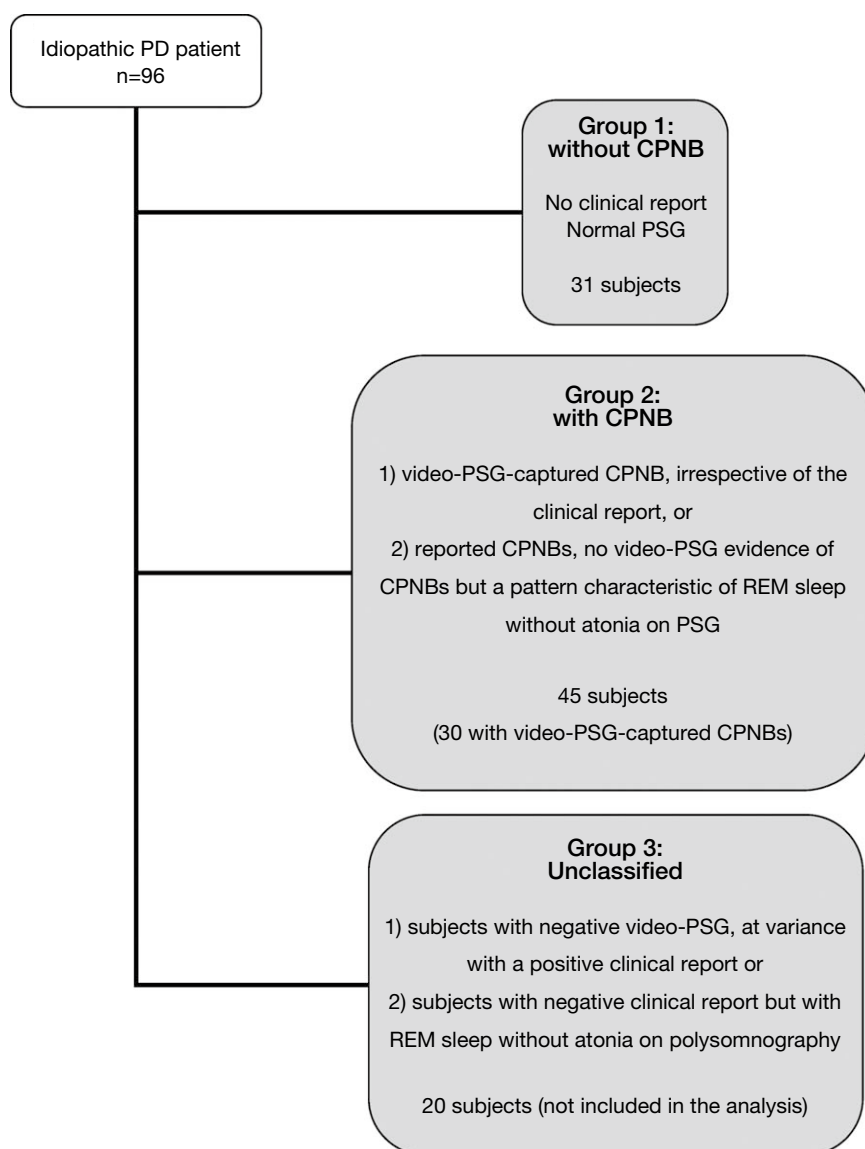 Idiopathic PD patient
n=96
Group 1:
without CPNB
No clinical report
Normal PSG
31 subjects
Group 2:
with CPNB
1) video-PSG-captured CPNB, irrespective of the
clinical report, or
2) reported CPNBs, no video-PSG evidence of
CPNBs but a pattern characteristic of REM sleep
without atonia on PSG
45 subjects
(30 with video-PSG-captured CPNBs)
Group 3:
Unclassified
1) subjects with negative video-PSG, at variance
with a positive clinical report or
2) subjects with negative clinical report but with
REM sleep without atonia on polysomnography
20 subjects (not included in the analysis)